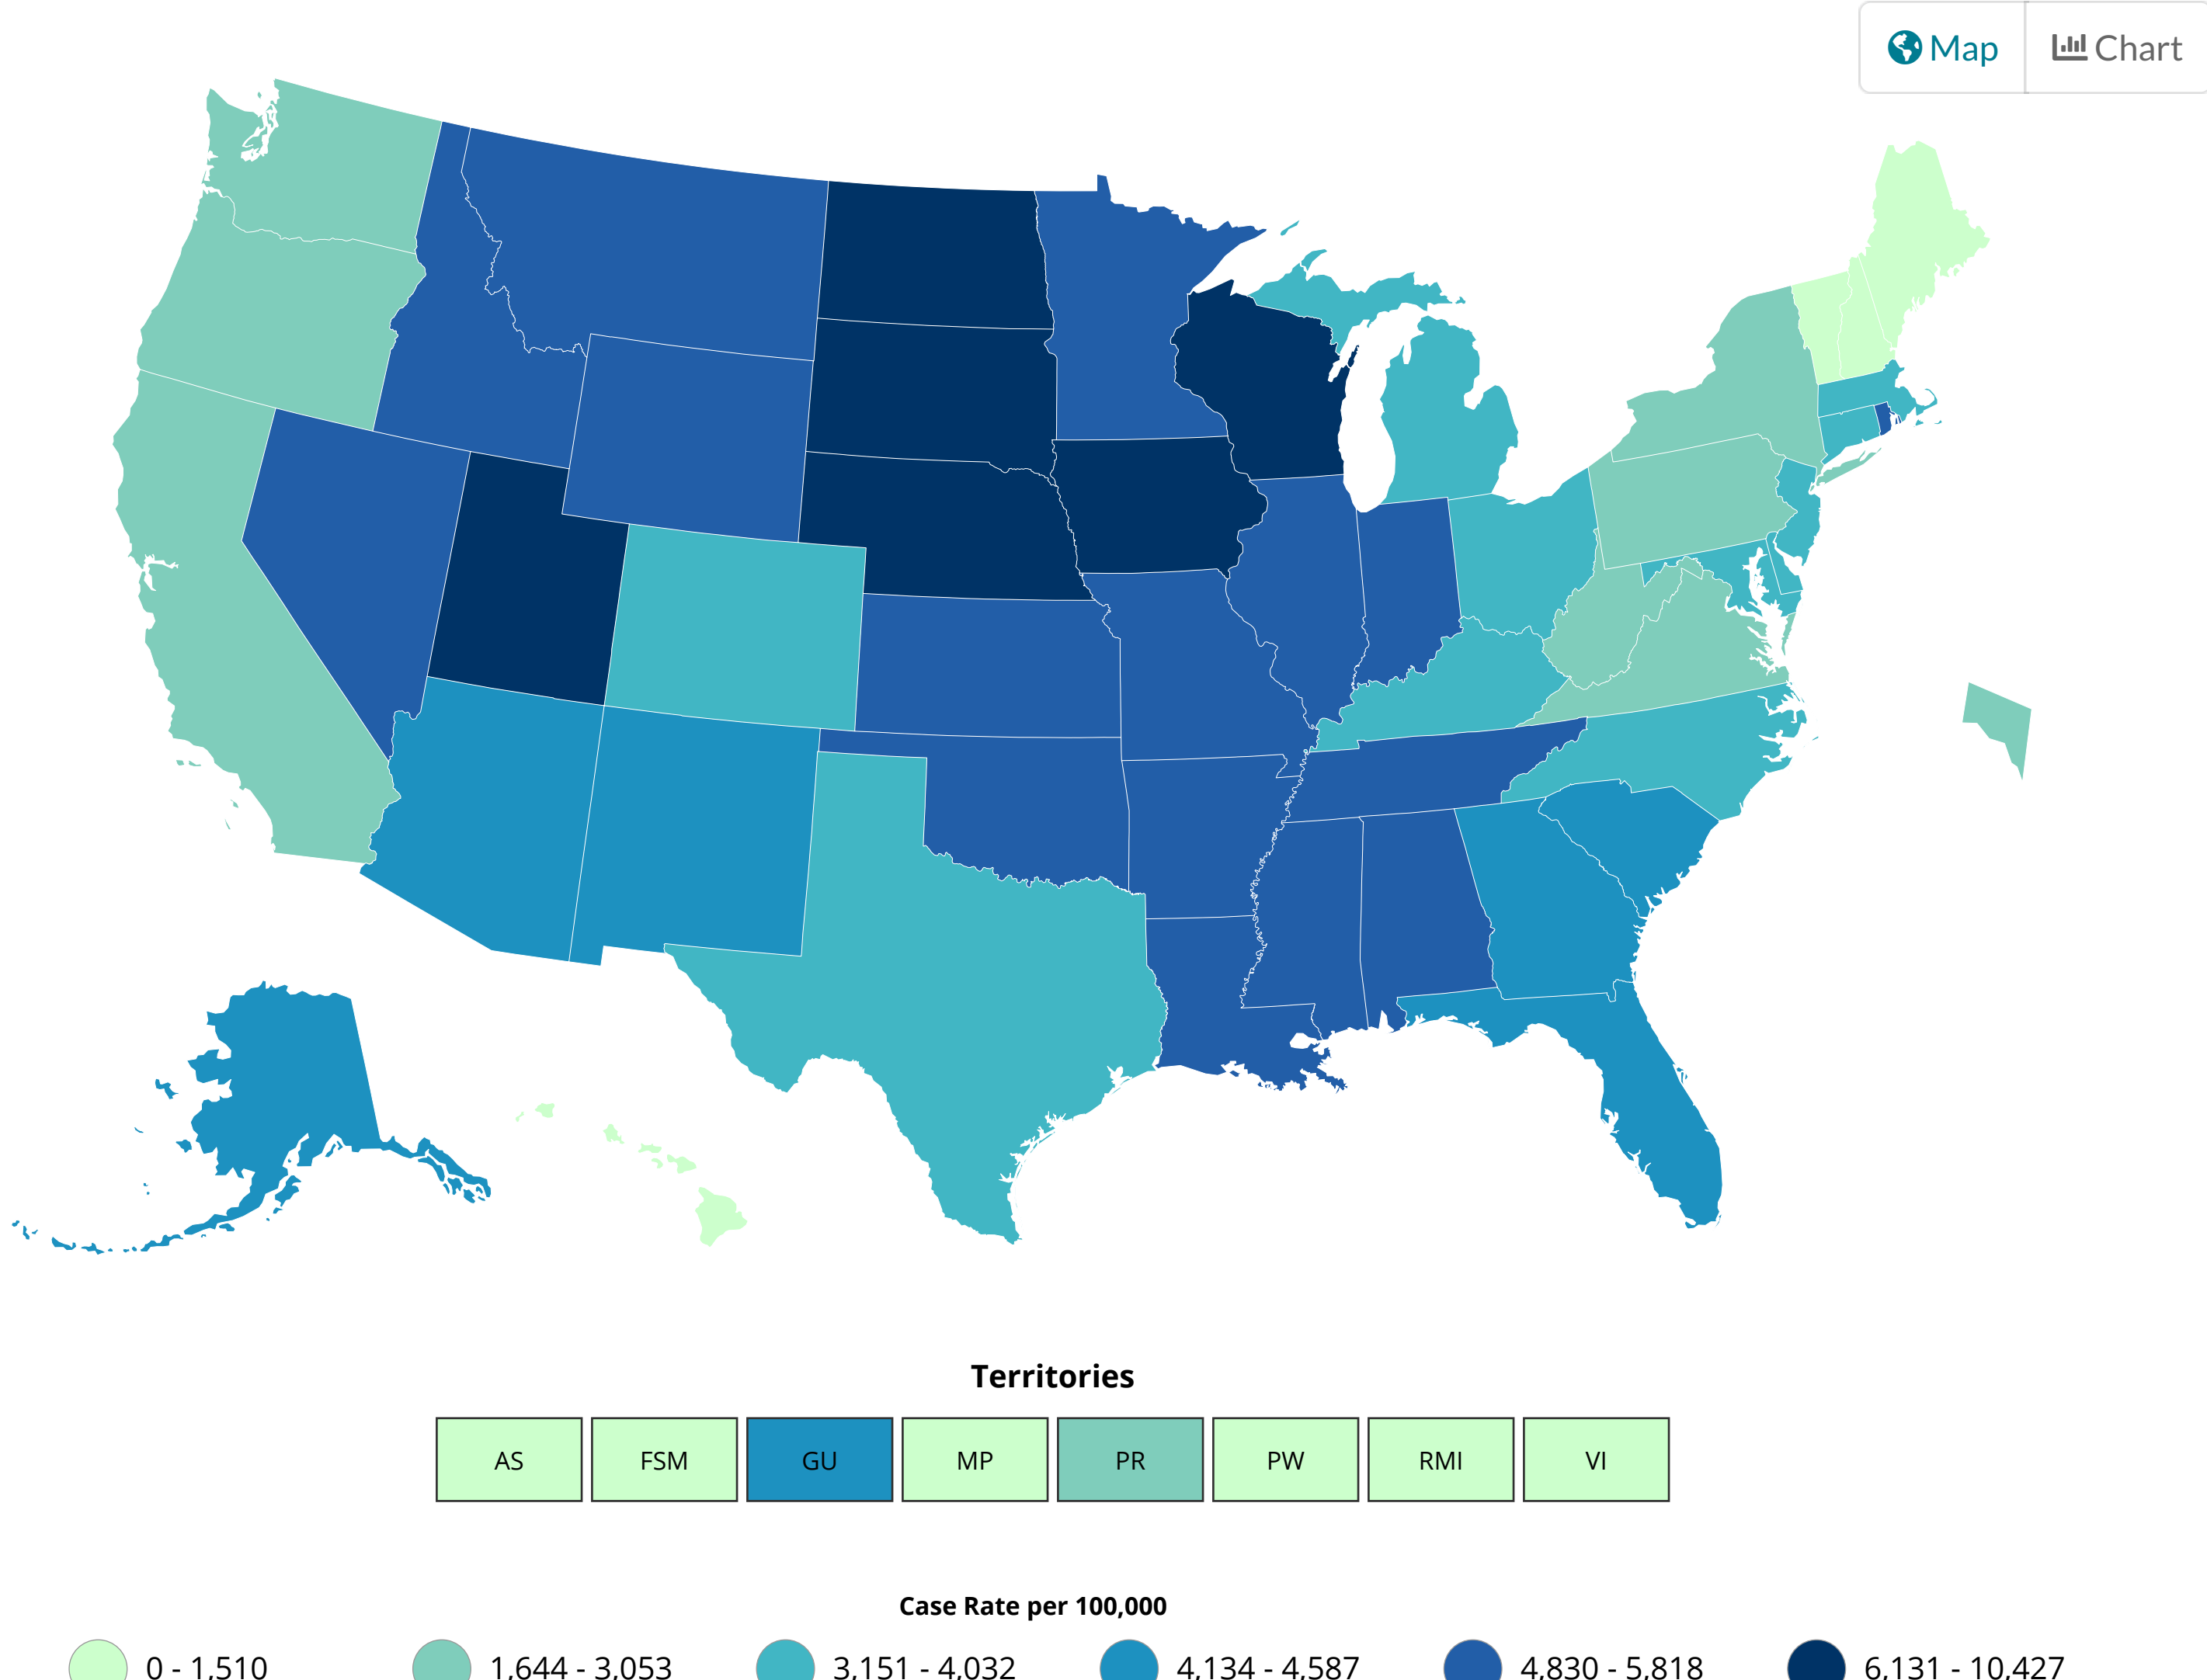 Map Chart
Territories
AS FSM GU MP PR PW RMI VI
Case Rate per 100,000
0 - 1,510 1,644 - 3,053 3,151 - 4,032 4,134 - 4,587 4,830 - 5,818 6,131 - 10,427